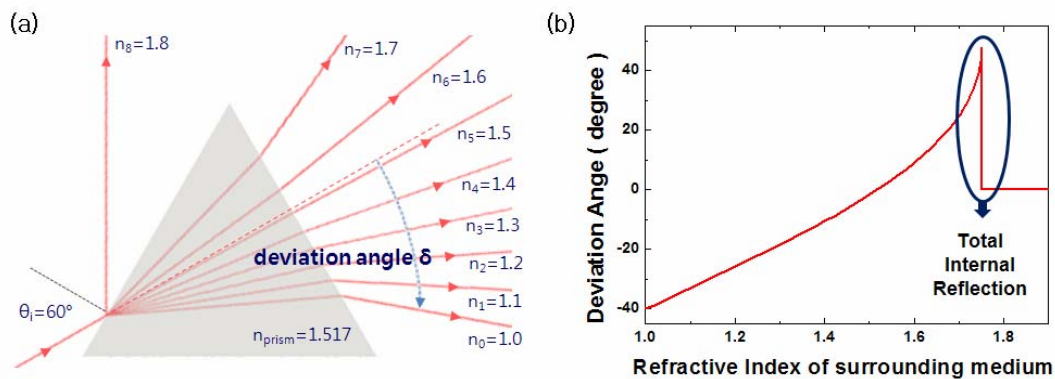 (a)
n8=1.8
n7=1.7
n6=1.6
n5=1.5
n4=1.4
n3=1.3
deviation angle δ
n2=1.2
θi=60°
n1=1.1
nprism=1.517
n0=1.0
(b)
Deviation Ange ( degree )
40
20
0
-20
-40
Total
Internal
Reflection
1.0 1.2 1.4 1.6 1.8
Refractive Index of surrounding medium